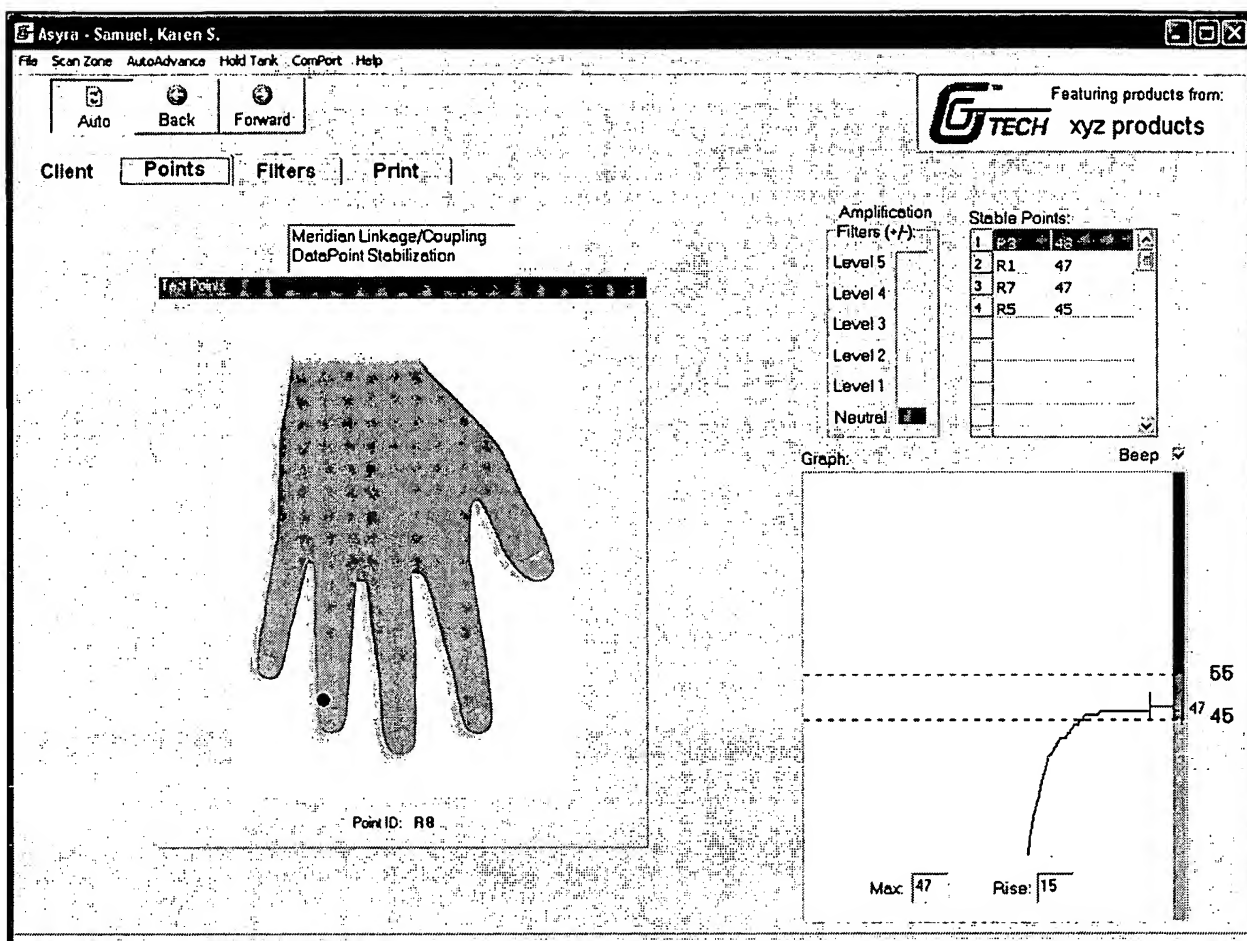 Asyra - Samuel, Karen S.
File Scan Zone AutoAdvance Hold Tank ComPort Help
Auto Back Forward
GTECH™
Featuring products from:
xyz products
Client Points Filters Print
Meridian Linkage/Coupling
DataPoint Stabilization
Test Points
Point ID: R8
Amplification
Filters (+/-):
Level 5
Level 4
Level 3
Level 2
Level 1
Neutral
Stable Points:
1 R3 48
2 R1 47
3 R7 47
4 R5 45
Graph: Beep
55
47
45
Max: 47 Rise: 15